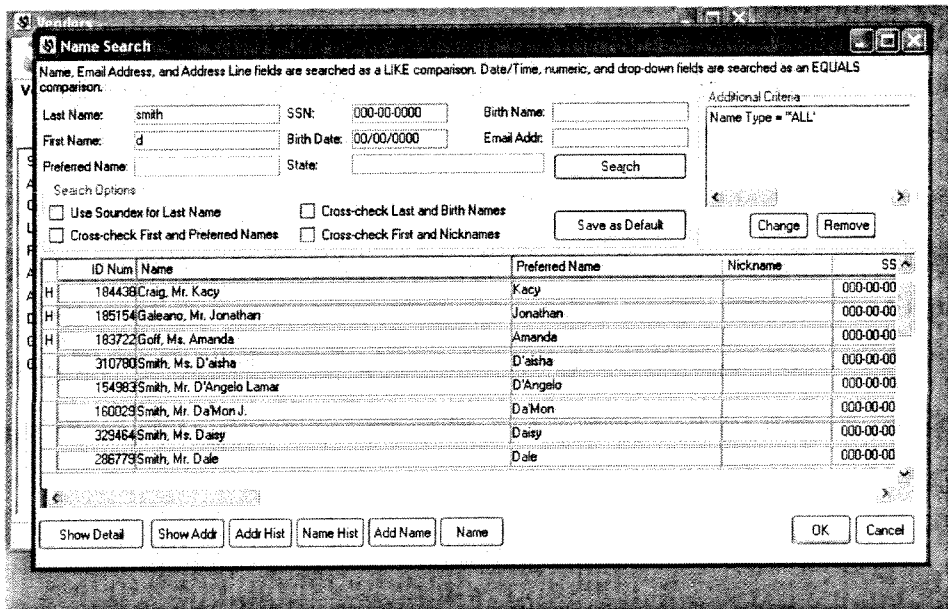 Vendors
Name Search
Name, Email Address, and Address Line fields are searched as a LIKE comparison. Date/Time, numeric, and drop-down fields are searched as an EQUALS
comparison.
Last Name: smith SSN: 000-00-0000 Birth Name:
First Name: d Birth Date: 00/00/0000 Email Addr:
Preferred Name: State: Search
Additional Criteria
Name Type = '*ALL'
Search Options
Use Soundex for Last Name Cross-check Last and Birth Names
Cross-check First and Preferred Names Cross-check First and Nicknames
Save as Default Change Remove
ID Num Name Preferred Name Nickname SS
H 184438 Craig, Mr. Kacy Kacy 000-00-00
H 185154 Galeano, Mr. Jonathan Jonathan 000-00-00
H 183722 Goff, Ms. Amanda Amanda 000-00-00
310780 Smith, Ms. D'aisha D'aisha 000-00-00
154983 Smith, Mr. D'Angelo Lamar D'Angelo 000-00-00
160029 Smith, Mr. Da'Mon J. Da'Mon 000-00-00
329464 Smith, Ms. Daisy Daisy 000-00-00
286779 Smith, Mr. Dale Dale 000-00-00
Show Detail Show Addr Addr Hist Name Hist Add Name Name OK Cancel